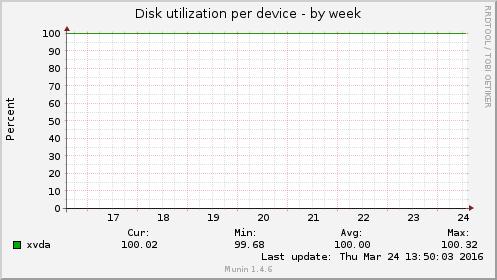 Disk utilization per device - by week
RRDTOOL / TOBI OETIKER
Percent
100
90
80
70
60
50
40
30
20
10
0
17 18 19 20 21 22 23 24
Cur: Min: Avg: Max:
xvda 100.02 99.68 100.00 100.32
Last update: Thu Mar 24 13:50:03 2016
Munin 1.4.6